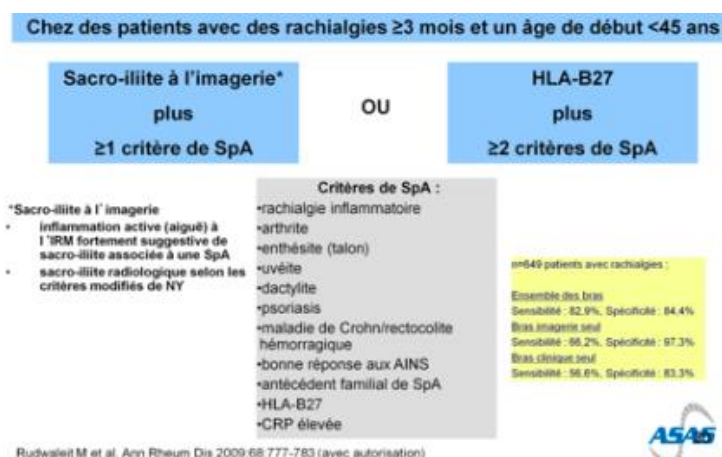 Chez des patients avec des rachialgies ≥3 mois et un âge de début <45 ans
Sacro-iliite à l'imagerie*
plus
≥1 critère de SpA
OU
HLA-B27
plus
≥2 critères de SpA
*Sacro-iliite à l'imagerie
• inflammation active (aiguë) à
l'IRM fortement suggestive de
sacro-iliite associée à une SpA
• sacro-iliite radiologique selon les
critères modifiés de NY
Critères de SpA :
•rachialgie inflammatoire
•arthrite
•enthésite (talon)
•uvéite
•dactylite
•psoriasis
•maladie de Crohn/rectocolite
hémorragique
•bonne réponse aux AINS
•antécédent familial de SpA
•HLA-B27
•CRP élevée
n=649 patients avec rachialgies :
Ensemble des bras
Sensibilité : 82,9%, Spécificité : 84,4%
Bras imagerie seul
Sensibilité : 66,2%, Spécificité : 97,3%
Bras clinique seul
Sensibilité : 56,6%, Spécificité : 83,3%
ASAS
Rudwaleit M et al. Ann Rheum Dis 2009;68:777-783 (avec autorisation)